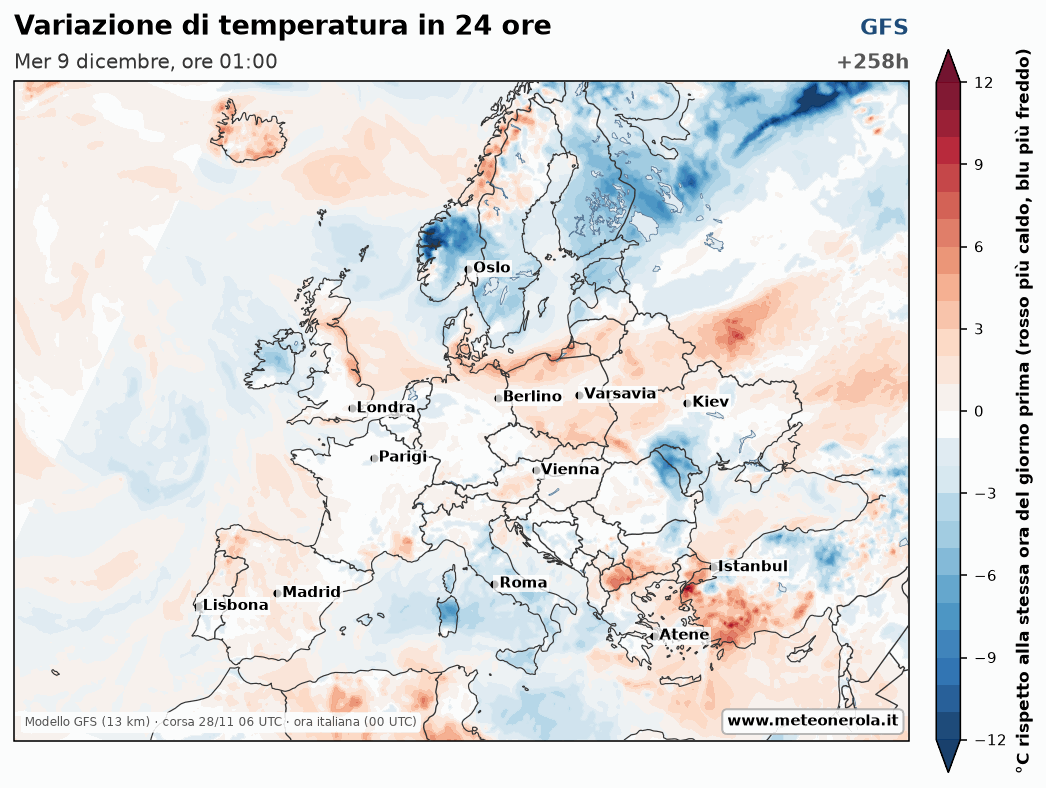 Variazione di temperatura in 24 ore
GFS
Mer 9 dicembre, ore 01:00
+258h
Oslo
Londra
Berlino
Varsavia
Kiev
Parigi
Vienna
Istanbul
Roma
Madrid
Lisbona
Atene
Modello GFS (13 km) · corsa 28/11 06 UTC · ora italiana (00 UTC)
www.meteonerola.it
12
9
6
3
0
−3
−6
−9
−12
°C rispetto alla stessa ora del giorno prima (rosso più caldo, blu più freddo)